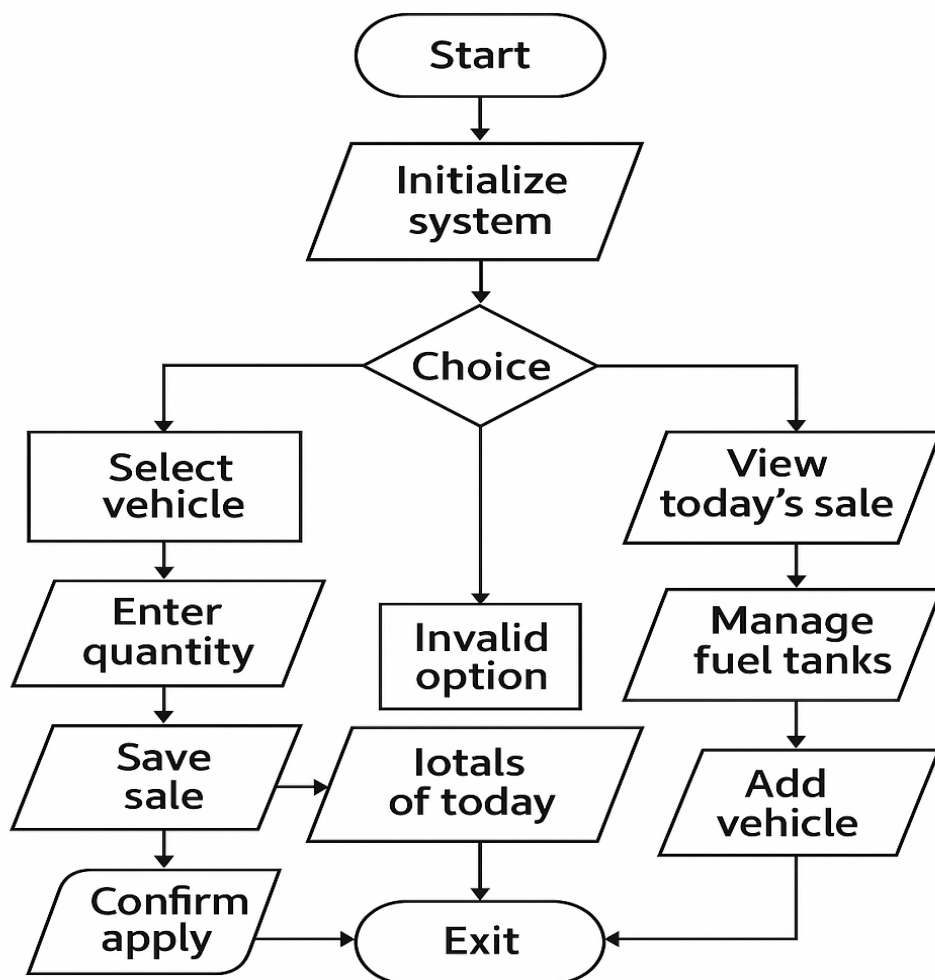 Start
Initialize
system
Choice
Select
vehicle
View
today's sale
Enter
quantity
Invalid
option
Manage
fuel tanks
Save
sale
Iotals
of today
Add
vehicle
Confirm
apply
Exit